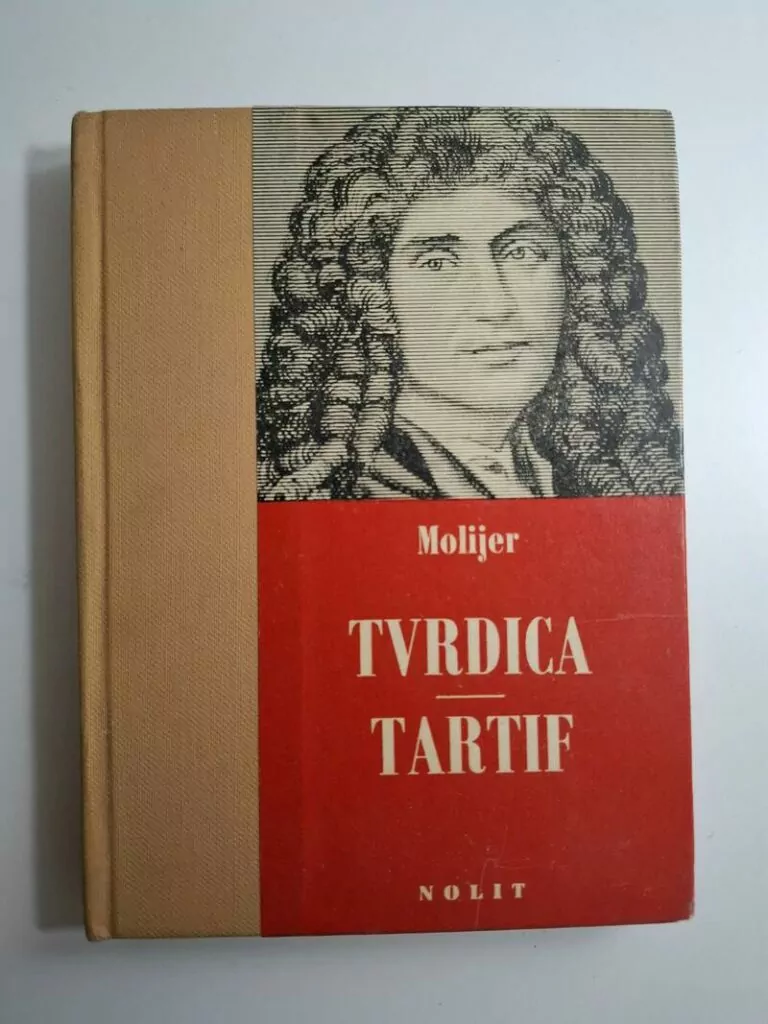 Molijer
TVRDICA
TARTIF
NOLIT